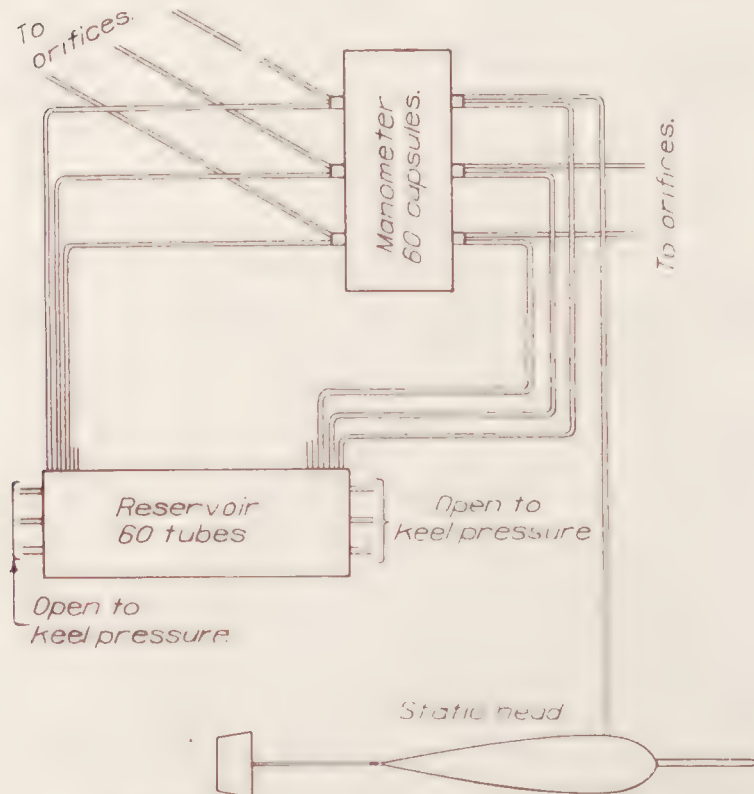 To
orifices.
Manometer
60 capsules.
To orifices.
Reservoir
60 tubes
Open to
keel pressure
Open to
keel pressure
Static head